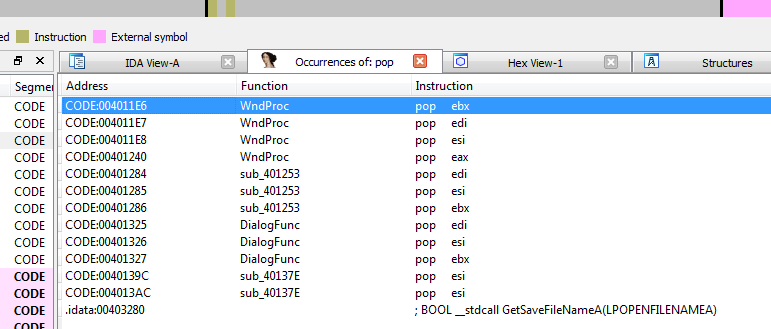 ed Instruction External symbol
IDA View-A Occurrences of: pop Hex View-1 Structures
Segmer Address Function Instruction
CODE CODE:004011E6 WndProc pop ebx
CODE CODE:004011E7 WndProc pop edi
CODE CODE:004011E8 WndProc pop esi
CODE CODE:00401240 WndProc pop eax
CODE CODE:00401284 sub_401253 pop edi
CODE CODE:00401285 sub_401253 pop esi
CODE CODE:00401286 sub_401253 pop ebx
CODE CODE:00401325 DialogFunc pop edi
CODE CODE:00401326 DialogFunc pop esi
CODE CODE:00401327 DialogFunc pop ebx
CODE CODE:0040139C sub_40137E pop esi
CODE CODE:004013AC sub_40137E pop esi
CODE .idata:00403280 ; BOOL __stdcall GetSaveFileNameA(LPOPENFILENAMEA)
CODE